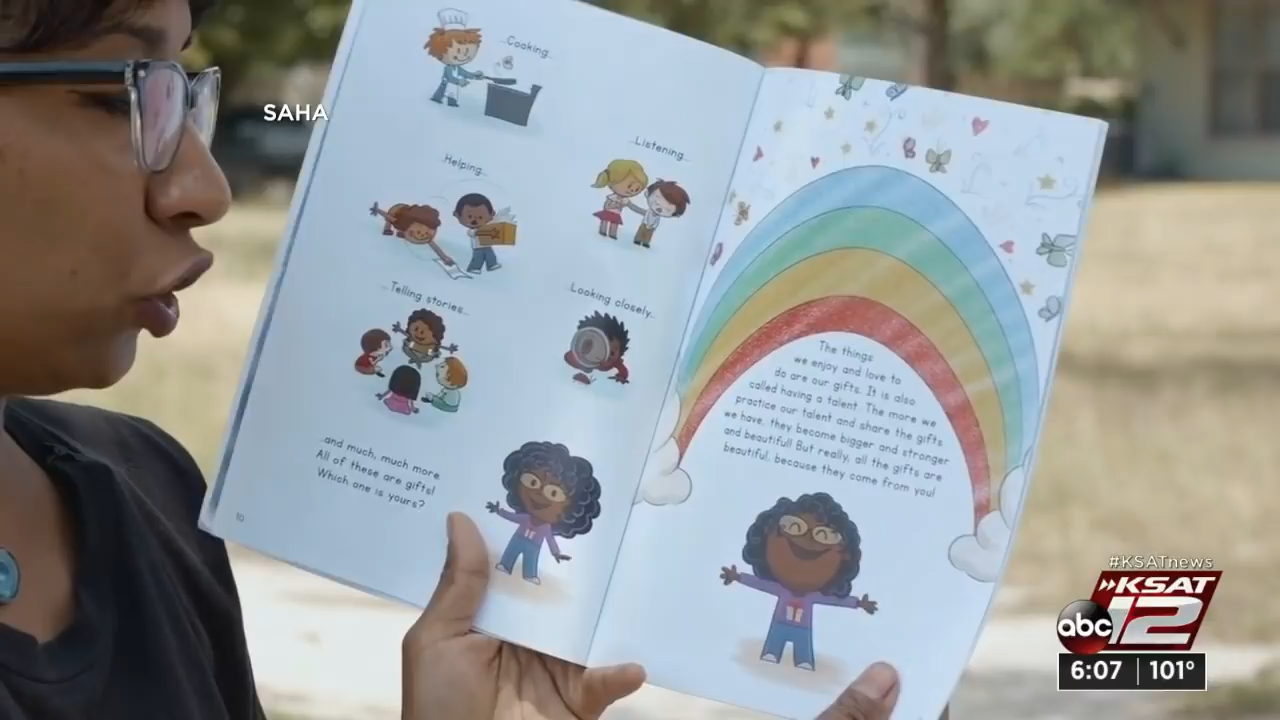 SAHA
...Cooking...
...Listening...
...Helping...
...Telling stories...
...Looking closely...
...and much, much more.
All of these are gifts!
Which one is yours?
10
The things
we enjoy and love to
do are our gifts. It is also
called having a talent. The more we
practice our talent and share the gifts
we have, they become bigger and stronger
and beautiful! But really, all the gifts are
beautiful, because they come from you!
#KSATnews
KSAT
abc 12
6:07 101°